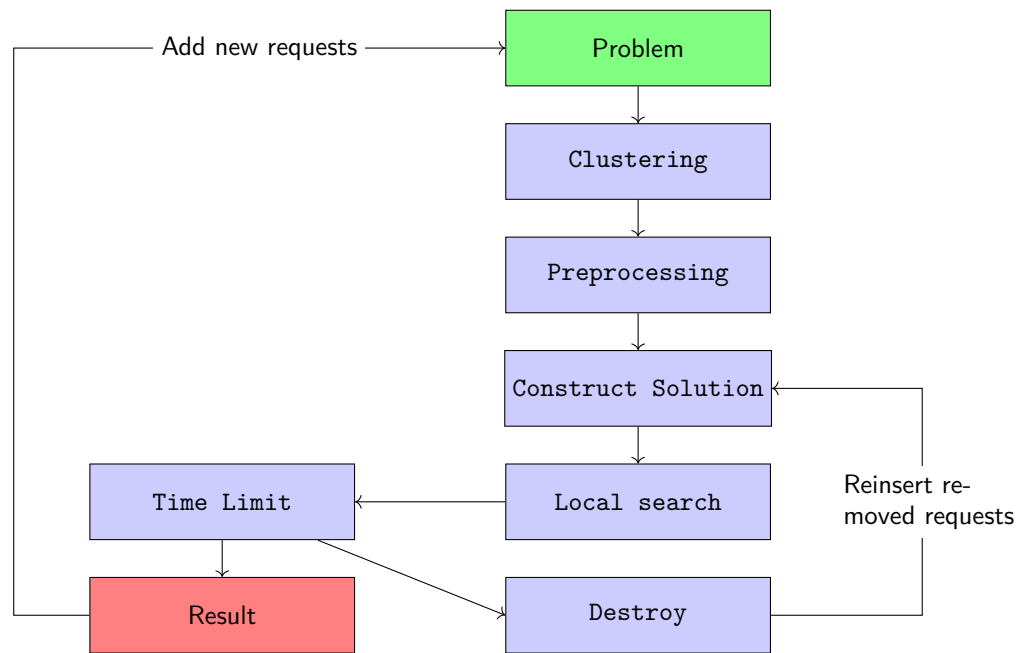 Add new requests
Problem
Clustering
Preprocessing
Construct Solution
Time Limit
Local search
Reinsert re-
moved requests
Result
Destroy